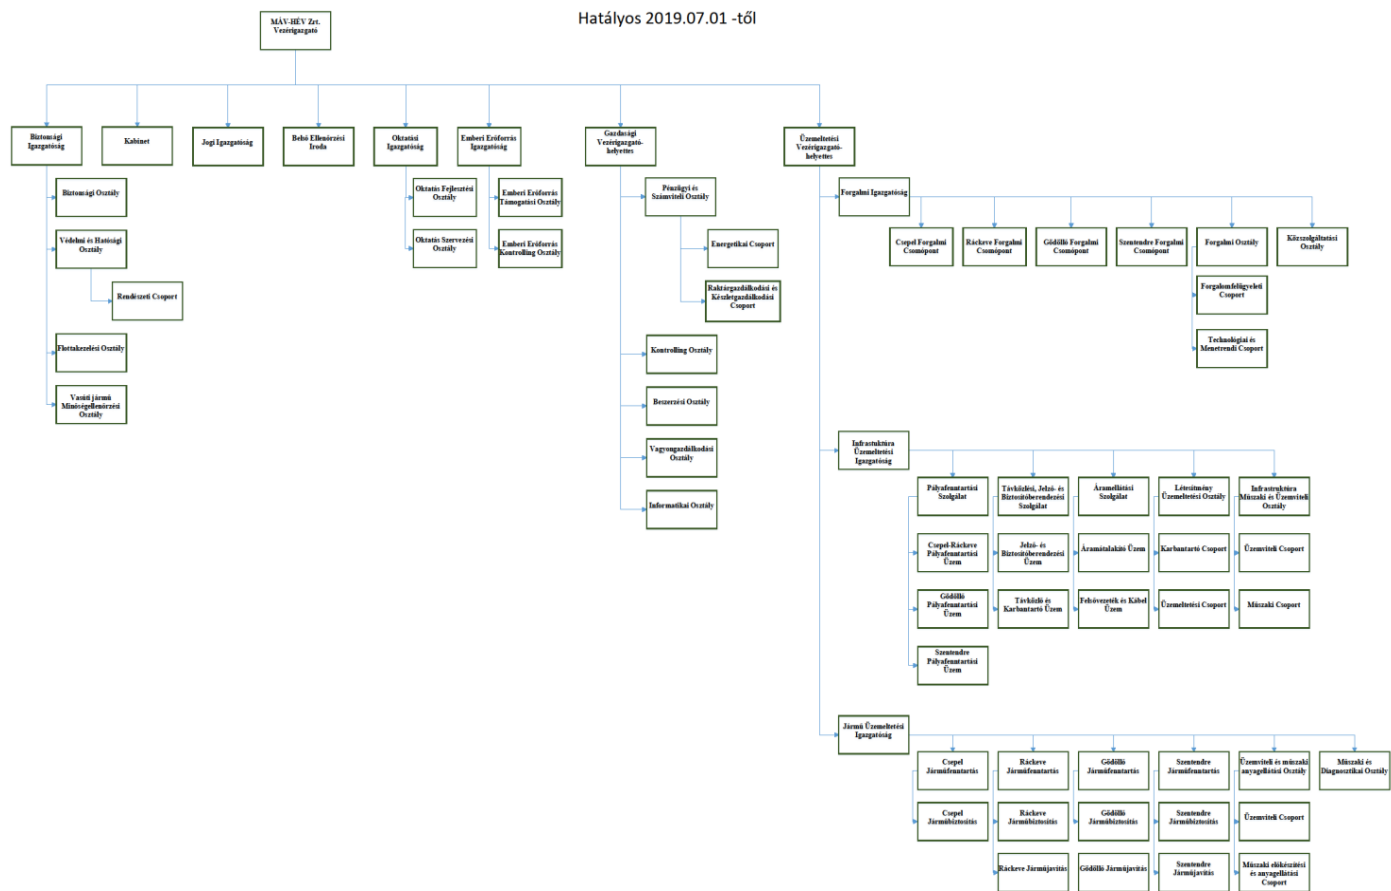 Hatályos 2019.07.01 -től
MÁV-HÉV Zrt.
Vezérigazgató
Biztonsági
Igazgatóság
Kabinet
Jogi Igazgatóság
Belső Ellenőrzési
Iroda
Oktatási
Igazgatóság
Emberi Erőforrás
Igazgatóság
Gazdasági
Vezérigazgató-
helyettes
Üzemeltetési
Vezérigazgató-
helyettes
Biztonsági Osztály
Védelmi és Hatósági
Osztály
Rendészeti Csoport
Flottakezelési Osztály
Vasúti jármű
Minőségellenőrzési
Osztály
Oktatás Fejlesztési
Osztály
Oktatás Szervezési
Osztály
Emberi Erőforrás
Támogatási Osztály
Emberi Erőforrás
Kontrolling Osztály
Pénzügyi és
Számviteli Osztály
Energetikai Csoport
Raktárgazdálkodási és
Készletgazdálkodási
Csoport
Kontrolling Osztály
Beszerzési Osztály
Vagyongazdálkodási
Osztály
Informatikai Osztály
Forgalmi Igazgatóság
Csepel Forgalmi
Csomópont
Ráckeve Forgalmi
Csomópont
Gödöllő Forgalmi
Csomópont
Szentendre Forgalmi
Csomópont
Forgalmi Osztály
Közszolgáltatási
Osztály
Forgalomfelügyeleti
Csoport
Technológiai és
Menetrendi Csoport
Infrastuktúra
Üzemeltetési
Igazgatóság
Pályafenntartási
Szolgálat
Távközlési, Jelző- és
Biztosítóberendezési
Szolgálat
Áramellátási
Szolgálat
Létesítmény
Üzemeltetési Osztály
Infrastruktúra
Műszaki és Üzemviteli
Osztály
Csepel-Ráckeve
Pályafenntartási
Üzem
Jelző- és
Biztosítóberendezési
Üzem
Áramátalakító Üzem
Karbantartó Csoport
Üzemviteli Csoport
Gödöllő
Pályafenntartási
Üzem
Távközlő és
Karbantartó Üzem
Felsővezeték és Kábel
Üzem
Üzemeltetési Csoport
Műszaki Csoport
Szentendre
Pályafenntartási
Üzem
Jármű Üzemeltetési
Igazgatóság
Csepel
Járműfenntartás
Ráckeve
Járműfenntartás
Gödöllő
Járműfenntartás
Szentendre
Járműfenntartás
Üzemviteli és műszaki
anyagellátási Osztály
Műszaki és
Diagnosztikai Osztály
Csepel
Járműbiztosítás
Ráckeve
Járműbiztosítás
Gödöllő
Járműbiztosítás
Szentendre
Járműbiztosítás
Üzemviteli Csoport
Ráckeve Járműjavítás
Gödöllő Járműjavítás
Szentendre
Járműjavítás
Műszaki előkészítési
és anyagellátási
Csoport